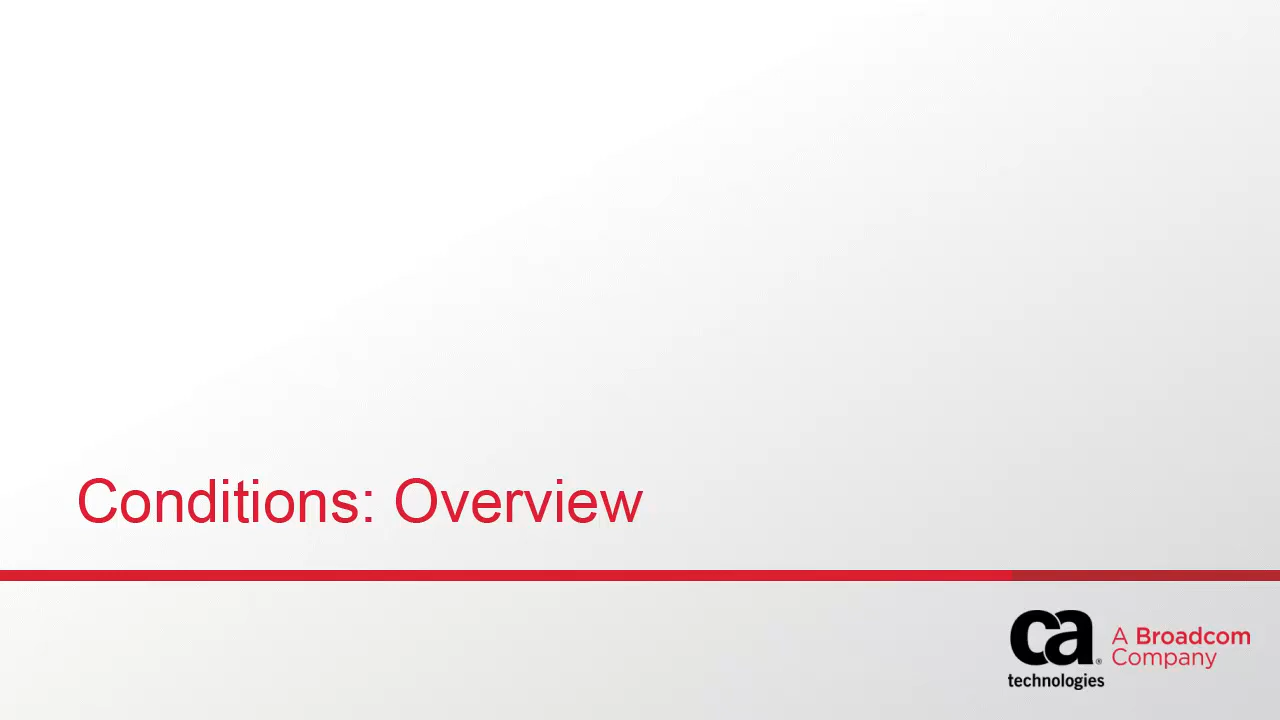 Conditions: Overview
ca
technologies
A Broadcom
Company